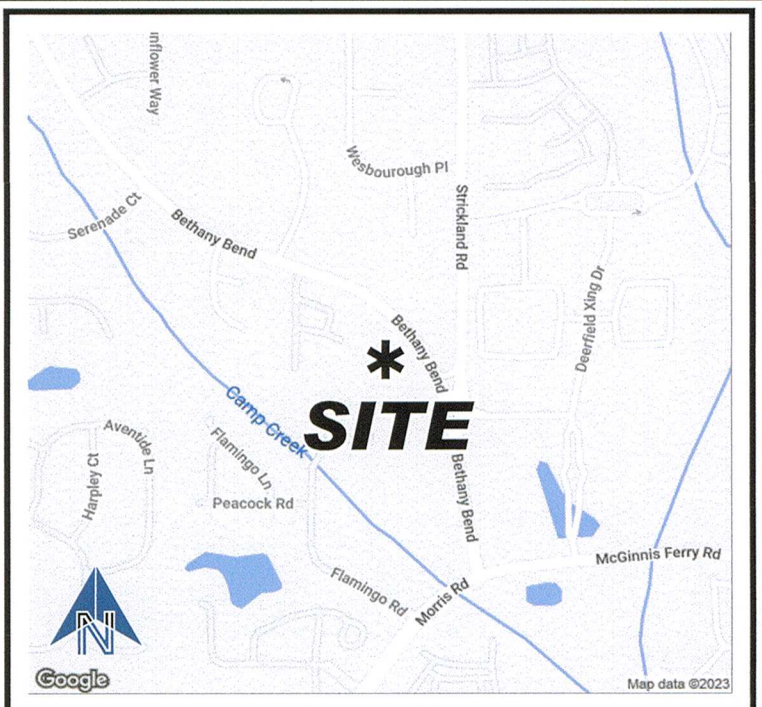 nflower Way
Wesbourough Pl
Serenade Ct
Bethany Bend
Strickland Rd
Deerfield Xing Dr
Bethany Bend
*
SITE
Camp Creek
Aventide Ln
Harpley Ct
Flamingo Ln
Peacock Rd
Bethany Bend
McGinnis Ferry Rd
Flamingo Rd
Morris Rd
N
Google
Map data ©2023